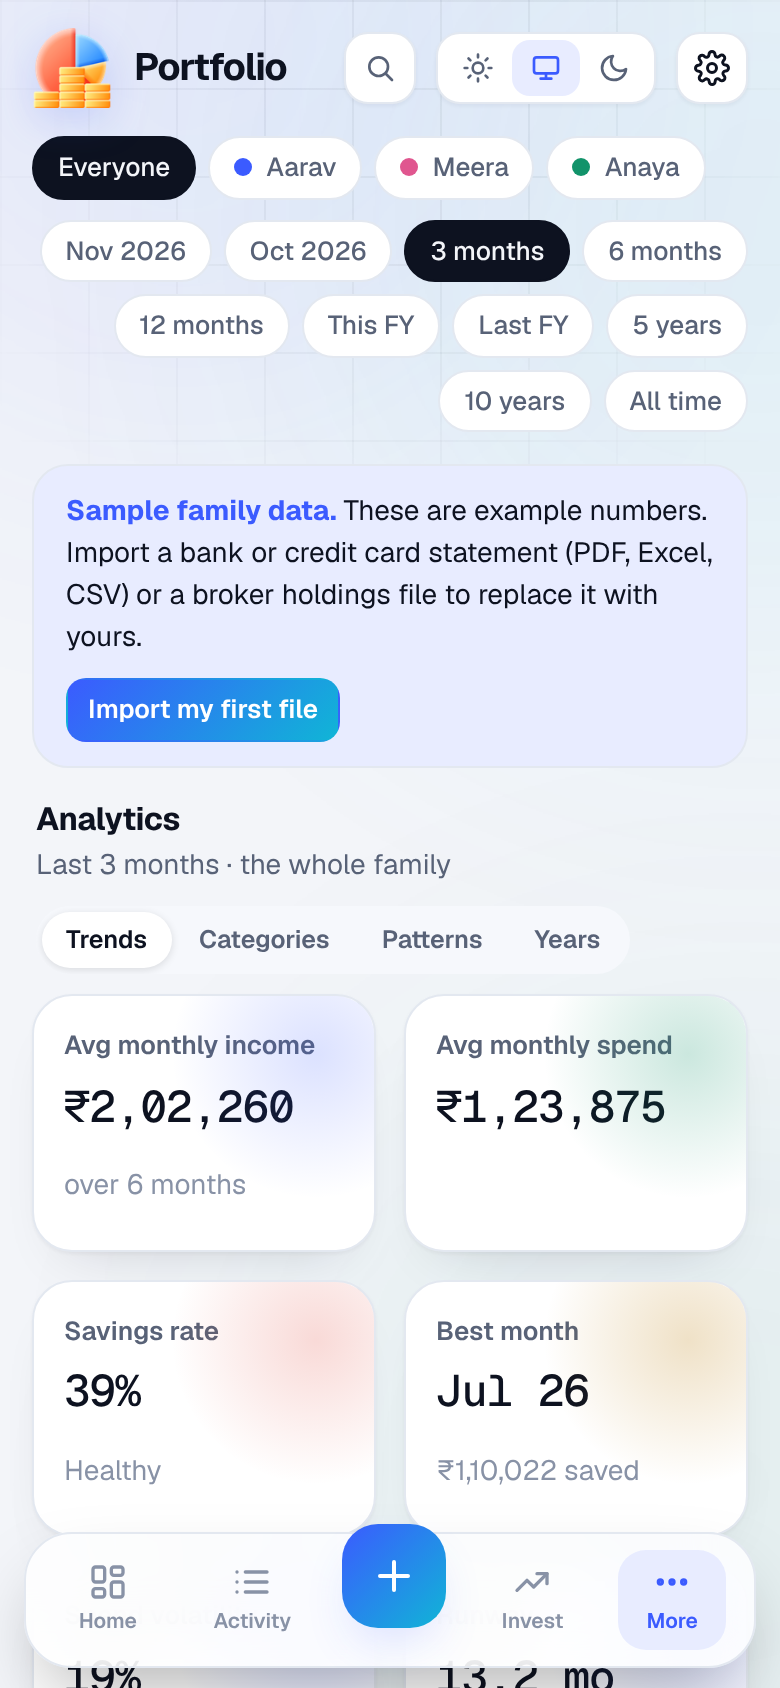 Portfolio
Everyone
Aarav
Meera
Anaya
Nov 2026
Oct 2026
3 months
6 months
12 months
This FY
Last FY
5 years
10 years
All time
Sample family data. These are example numbers.
Import a bank or credit card statement (PDF, Excel,
CSV) or a broker holdings file to replace it with
yours.
Import my first file
Analytics
Last 3 months · the whole family
Trends
Categories
Patterns
Years
Avg monthly income
₹2,02,260
over 6 months
Avg monthly spend
₹1,23,875
Savings rate
39%
Healthy
Best month
Jul 26
₹1,10,022 saved
Home
Activity
Invest
More
19%
13.2 mo